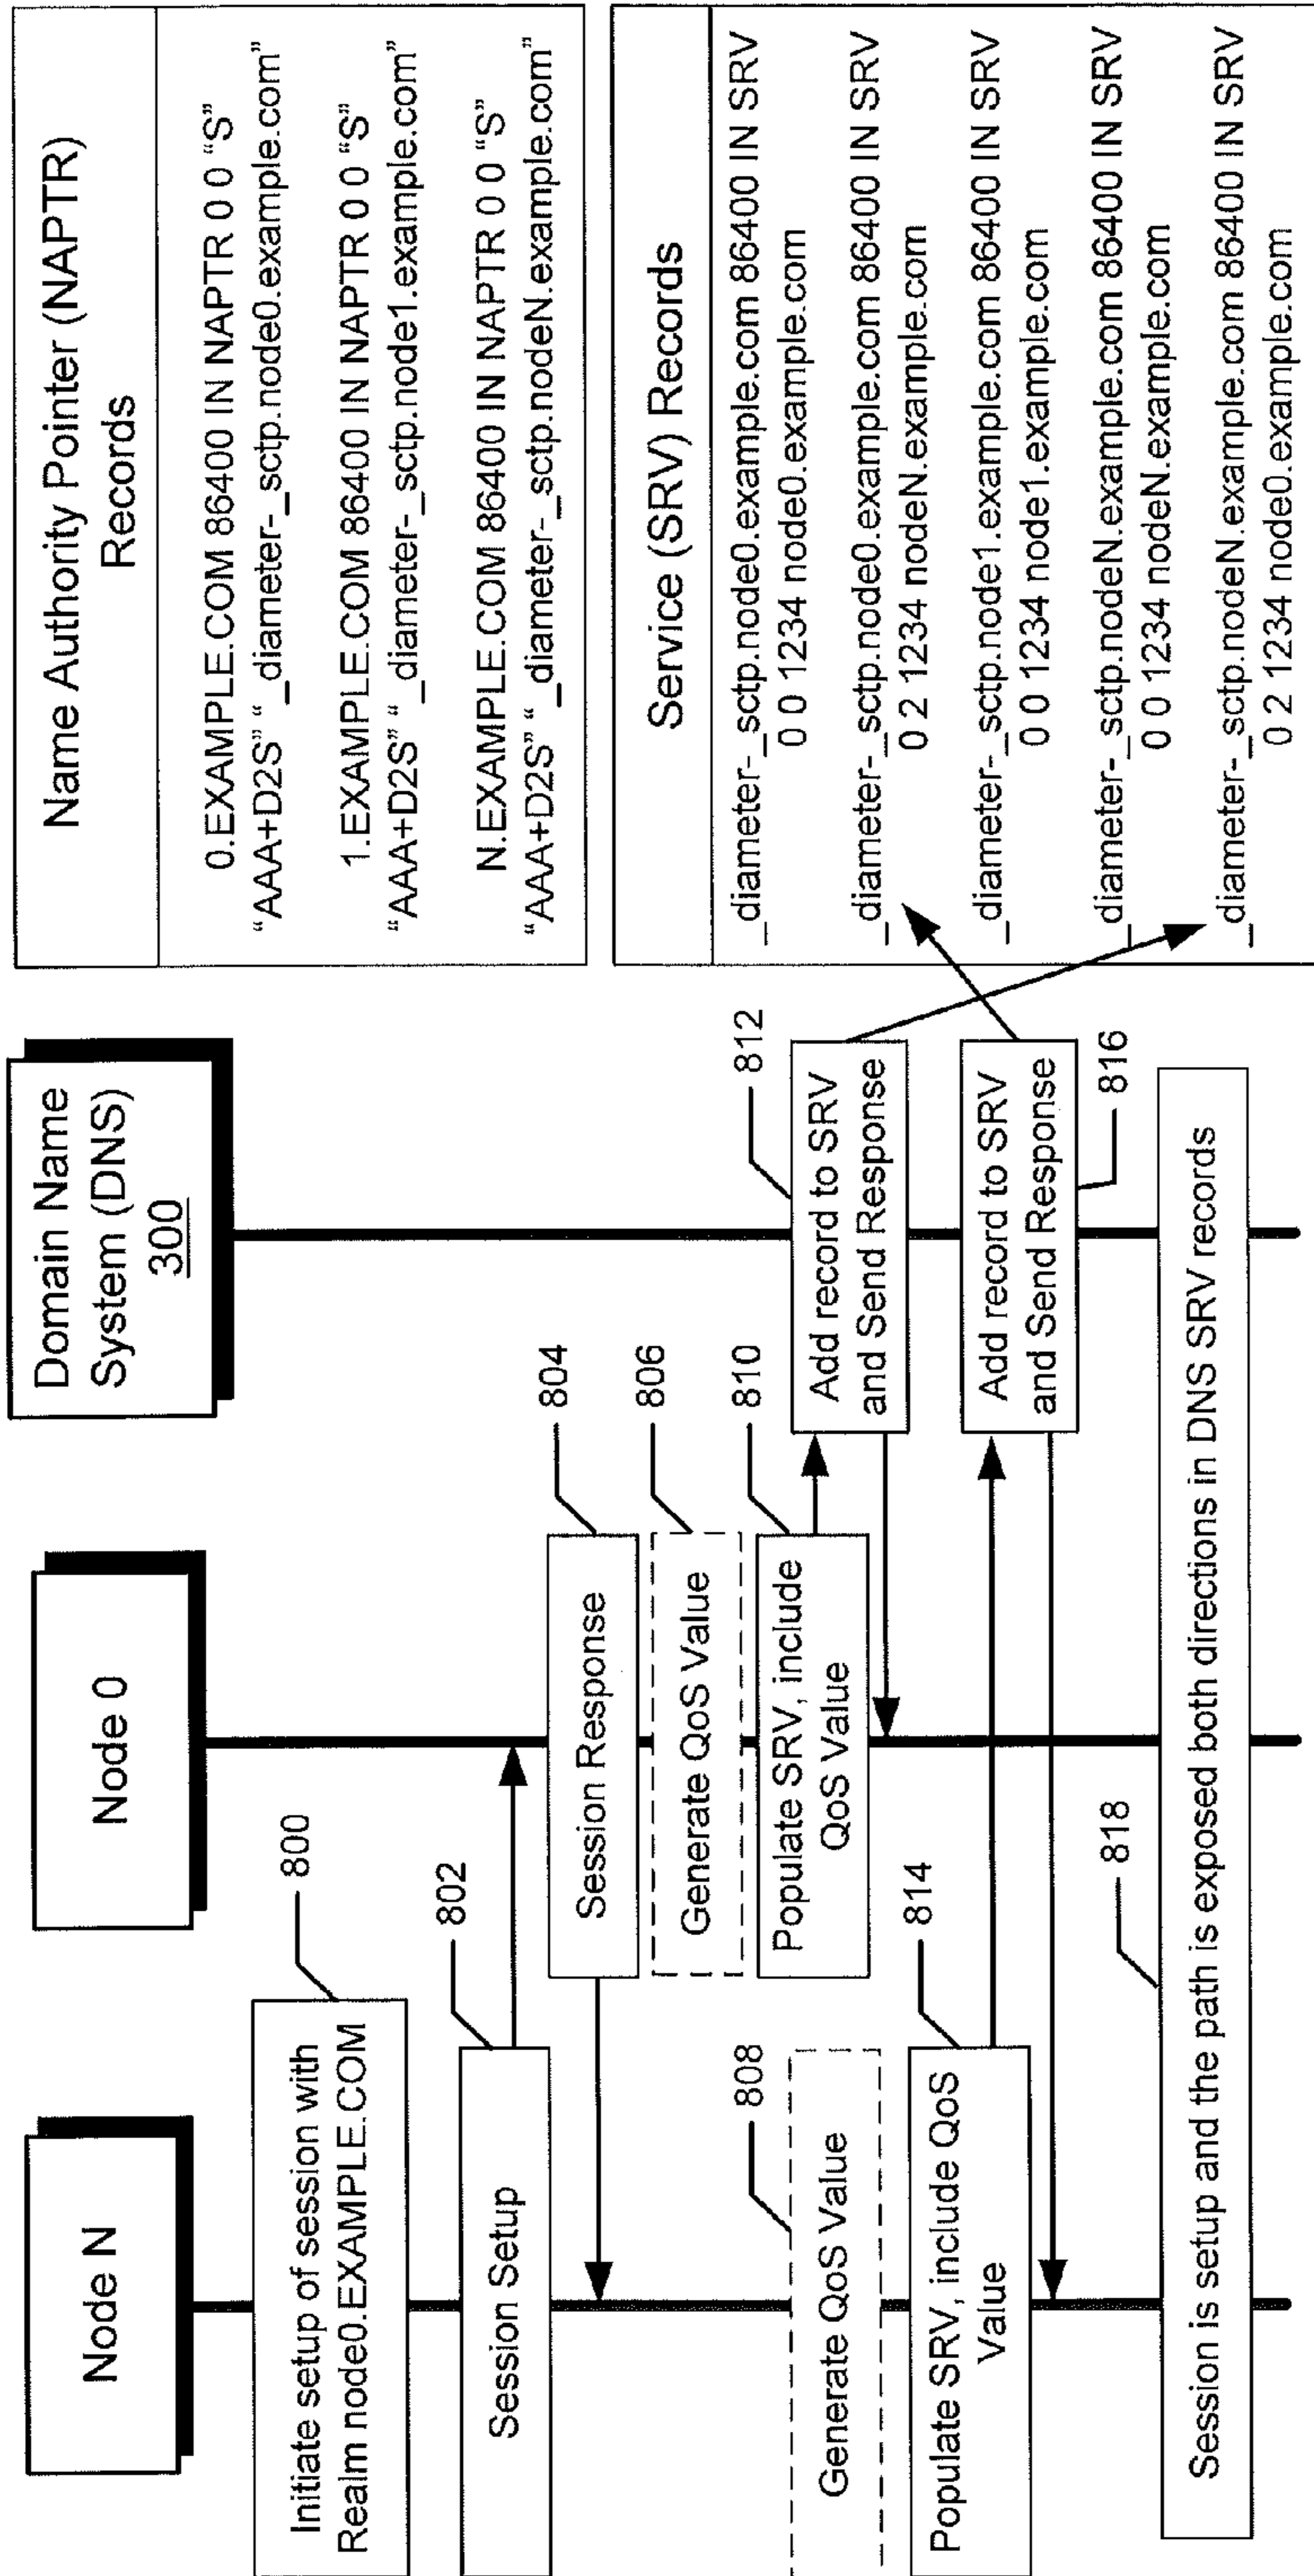 Node N
Node 0
Domain Name
System (DNS)
300
Initiate setup of session with
Realm node0.EXAMPLE.COM
800
Session Setup
802
Session Response
804
Generate QoS Value
806
Generate QoS Value
808
Populate SRV, include
QoS Value
810
Add record to SRV
and Send Response
812
Populate SRV, include QoS
Value
814
Add record to SRV
and Send Response
816
Session is setup and the path is exposed both directions in DNS SRV records
818
Name Authority Pointer (NAPTR)
Records
0.EXAMPLE.COM 86400 IN NAPTR 0 0 “S”
“AAA+D2S” “_diameter-_sctp.node0.example.com”
1.EXAMPLE.COM 86400 IN NAPTR 0 0 “S”
“AAA+D2S” “_diameter-_sctp.node1.example.com”
N.EXAMPLE.COM 86400 IN NAPTR 0 0 “S”
“AAA+D2S” “_diameter-_sctp.nodeN.example.com”
Service (SRV) Records
_diameter-_sctp.node0.example.com 86400 IN SRV
0 0 1234 node0.example.com
_diameter-_sctp.node0.example.com 86400 IN SRV
0 2 1234 nodeN.example.com
_diameter-_sctp.node1.example.com 86400 IN SRV
0 0 1234 node1.example.com
_diameter-_sctp.nodeN.example.com 86400 IN SRV
0 0 1234 nodeN.example.com
_diameter-_sctp.nodeN.example.com 86400 IN SRV
0 2 1234 node0.example.com